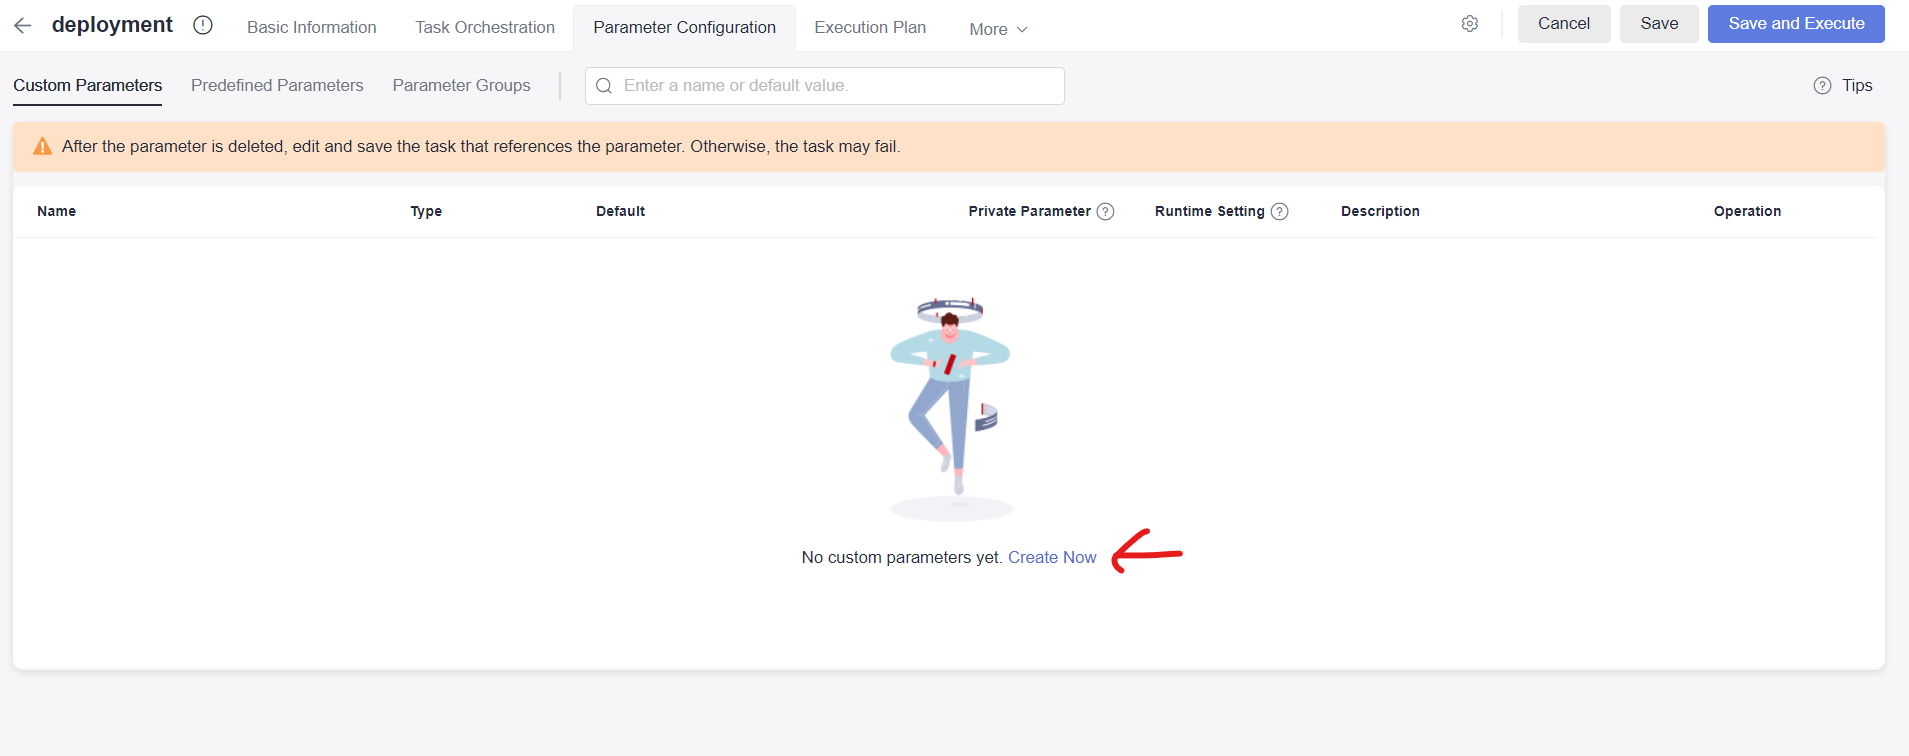 deployment Basic Information Task Orchestration Parameter Configuration Execution Plan More Cancel Save Save and Execute
Custom Parameters Predefined Parameters Parameter Groups Enter a name or default value. Tips
After the parameter is deleted, edit and save the task that references the parameter. Otherwise, the task may fail.
Name Type Default Private Parameter Runtime Setting Description Operation
No custom parameters yet. Create Now